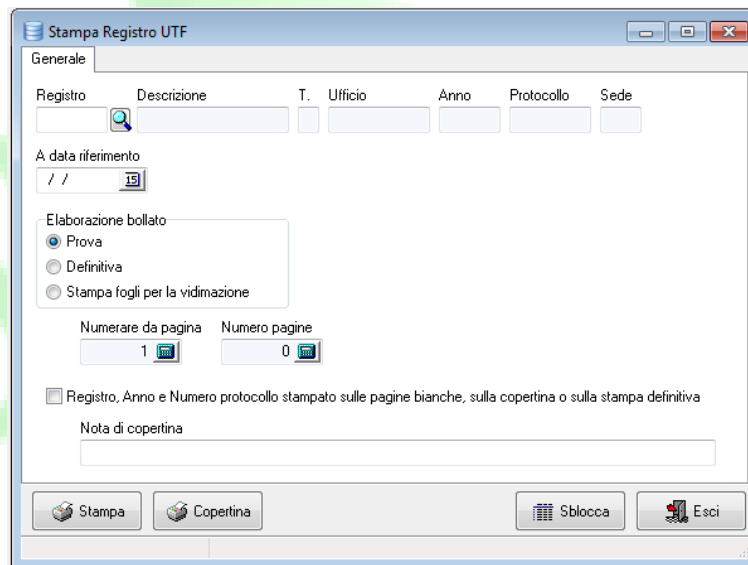 Stampa Registro UTF
Generale
Registro Descrizione T. Ufficio Anno Protocollo Sede
A data riferimento
/ / 15
Elaborazione bollato
Prova
Definitiva
Stampa fogli per la vidimazione
Numerare da pagina Numero pagine
1 0
Registro, Anno e Numero protocollo stampato sulle pagine bianche, sulla copertina o sulla stampa definitiva
Nota di copertina
Stampa Copertina Sblocca Esci